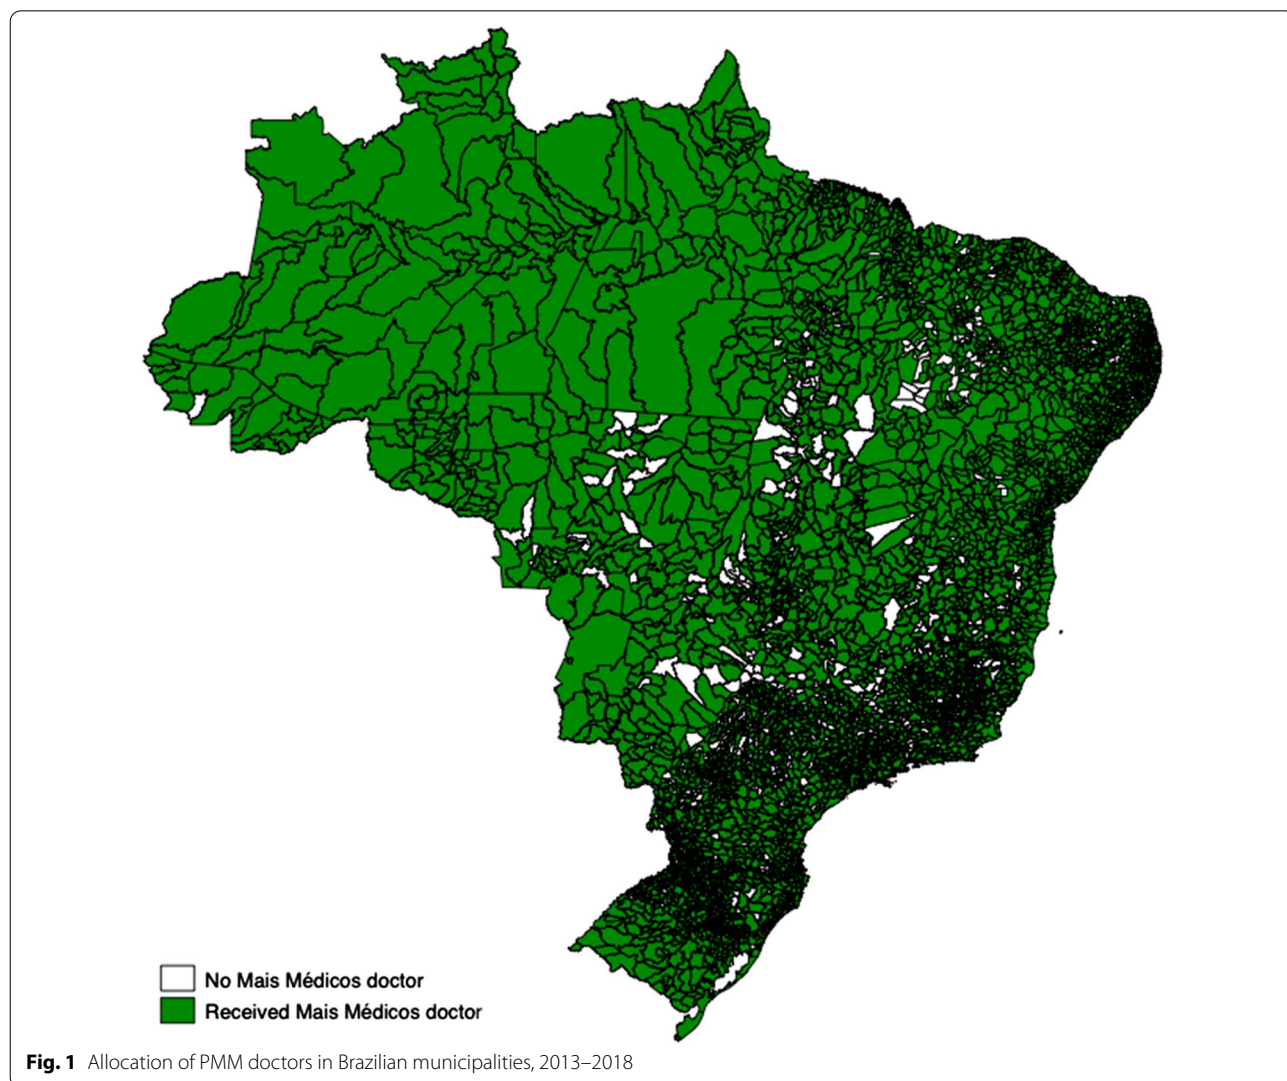 No Mais Médicos doctor
Received Mais Médicos doctor
Fig. 1 Allocation of PMM doctors in Brazilian municipalities, 2013–2018